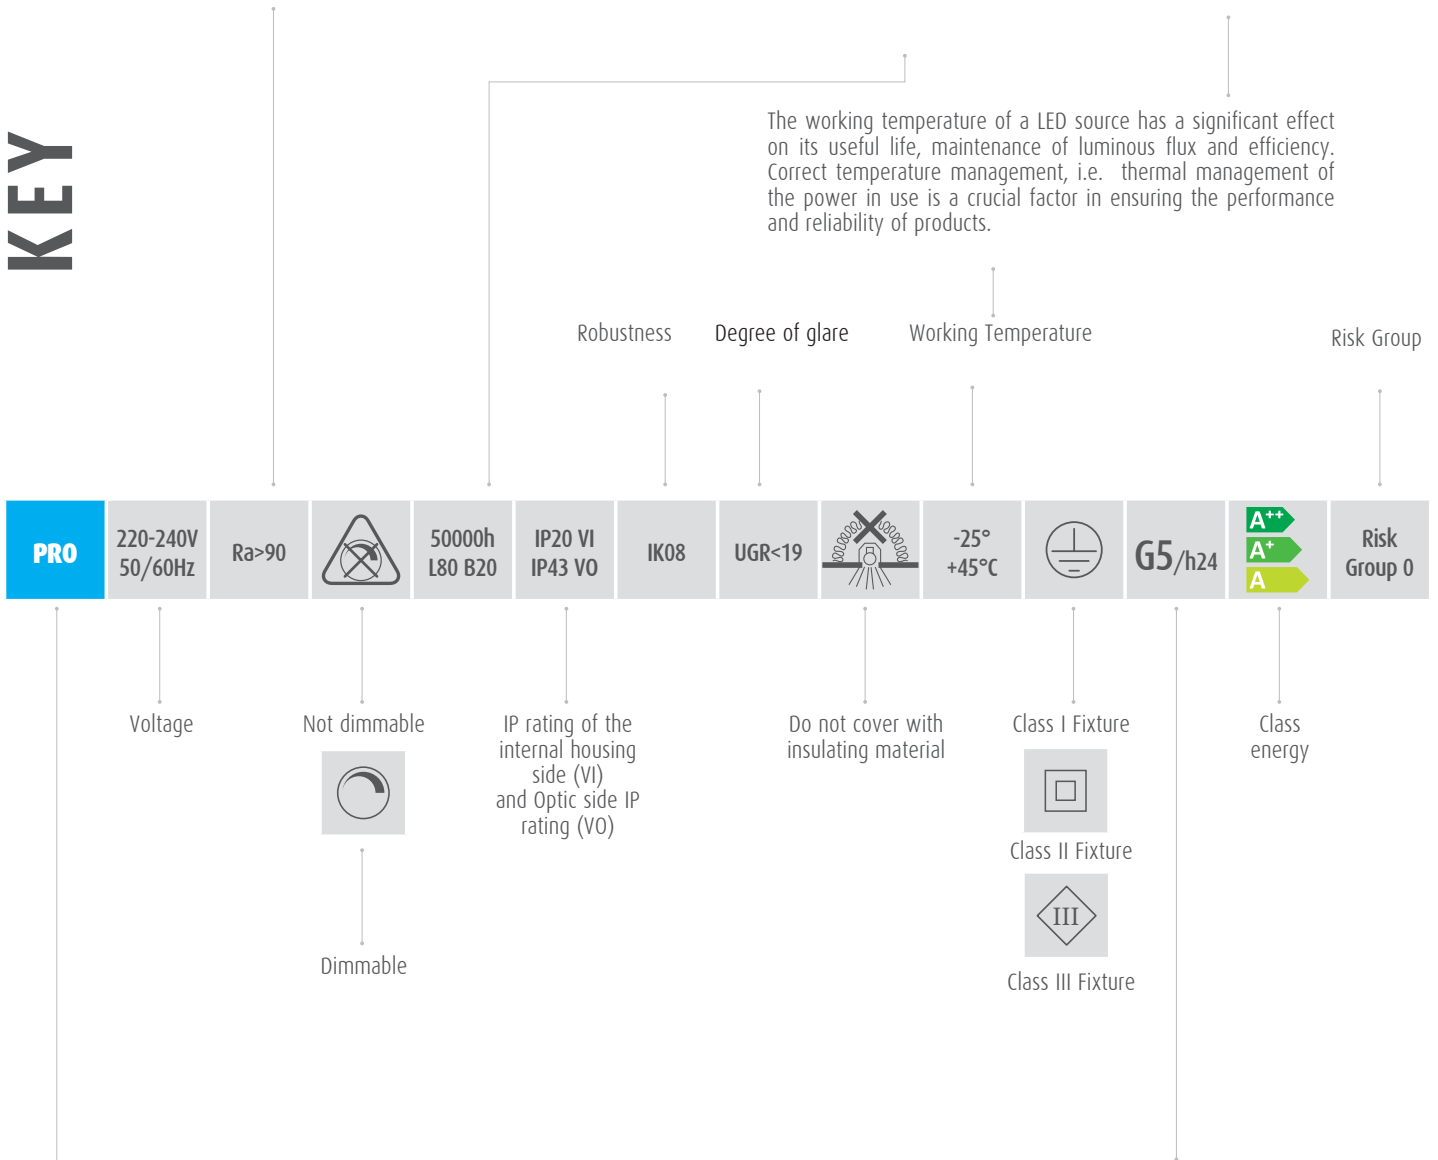 KEY
The working temperature of a LED source has a significant effect
on its useful life, maintenance of luminous flux and efficiency.
Correct temperature management, i.e. thermal management of
the power in use is a crucial factor in ensuring the performance
and reliability of products.
Robustness
Degree of glare
Working Temperature
Risk Group
PRO
220-240V
50/60Hz
Ra>90
50000h
L80 B20
IP20 VI
IP43 VO
IK08
UGR<19
-25°
+45°C
G5/h24
A++
A+
A
Risk
Group 0
Voltage
Not dimmable
IP rating of the
internal housing
side (VI)
and Optic side IP
rating (VO)
Do not cover with
insulating material
Class I Fixture
Class
energy
Class II Fixture
III
Dimmable
Class III Fixture